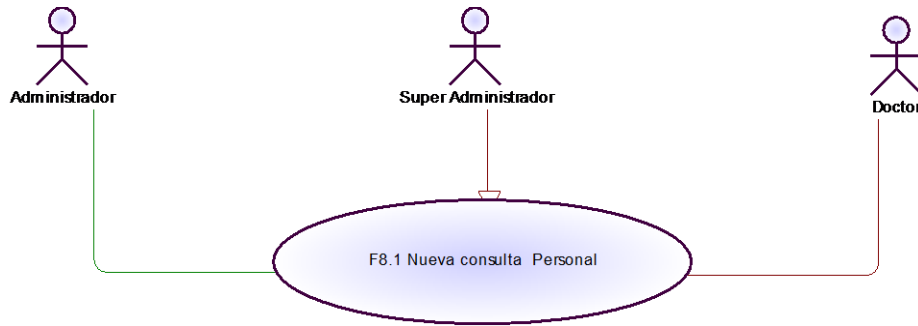 Administrador
Super Administrador
Doctor
F8.1 Nueva consulta Personal